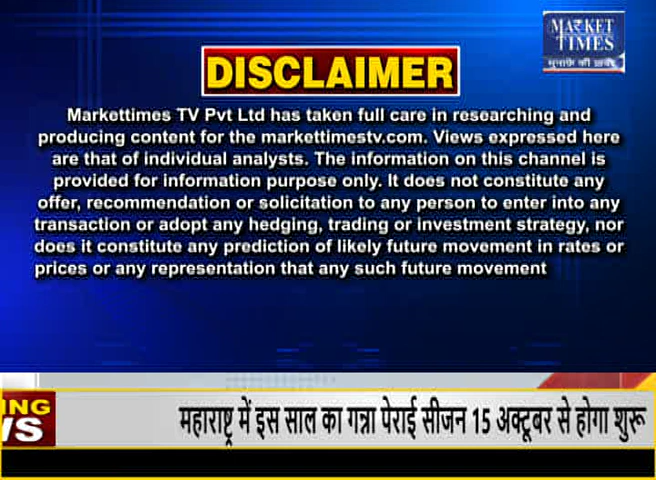 MARKET
TIMES
मुनाफे की खबर
DISCLAIMER
Markettimes TV Pvt Ltd has taken full care in researching and
producing content for the markettimestv.com. Views expressed here
are that of individual analysts. The information on this channel is
provided for information purpose only. It does not constitute any
offer, recommendation or solicitation to any person to enter into any
transaction or adopt any hedging, trading or investment strategy, nor
does it constitute any prediction of likely future movement in rates or
prices or any representation that any such future movement
ING
WS
महाराष्ट्र में इस साल का गन्ना पेराई सीजन 15 अक्टूबर से होगा शुरू